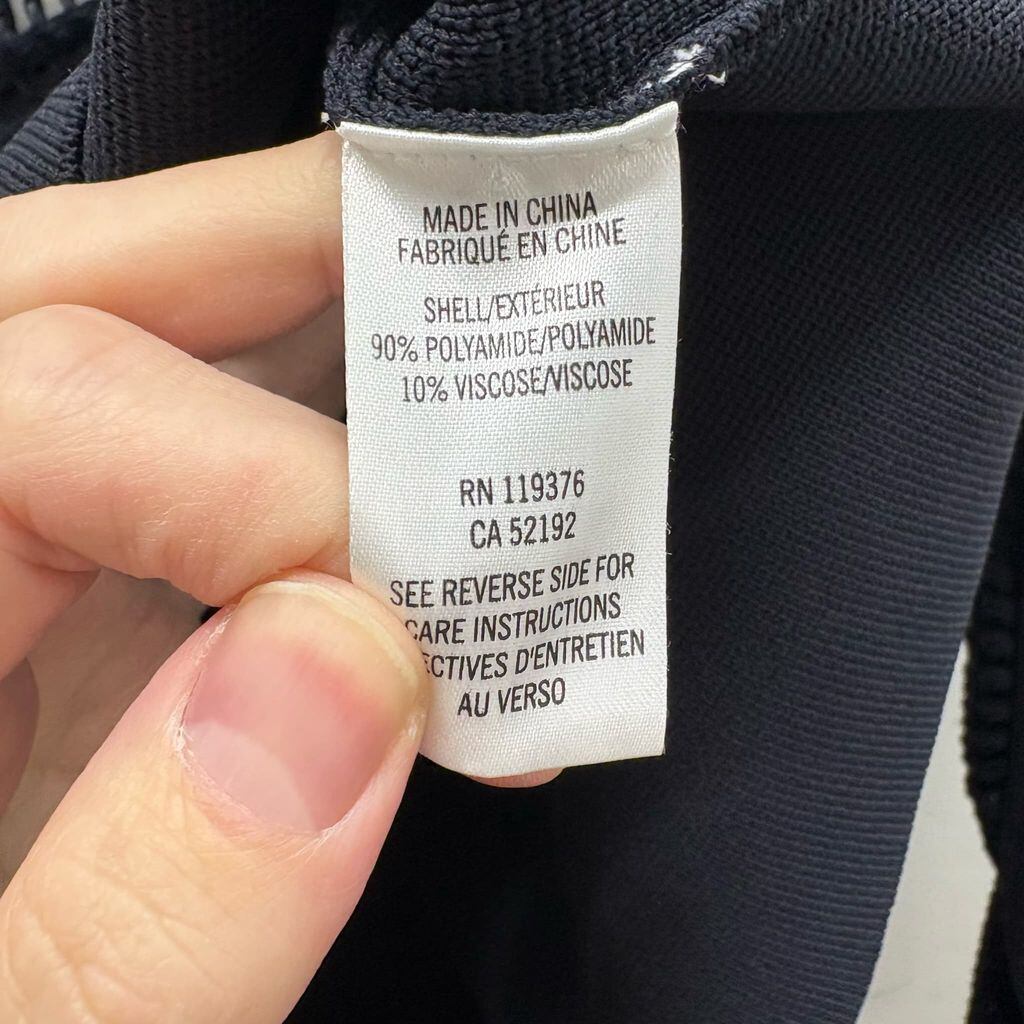 MADE IN CHINA
FABRIQUÉ EN CHINE
SHELL/EXTÉRIEUR
90% POLYAMIDE/POLYAMIDE
10% VISCOSE/VISCOSE
RN 119376
CA 52192
SEE REVERSE SIDE FOR
CARE INSTRUCTIONS
D'ENTRETIEN
AU VERSO